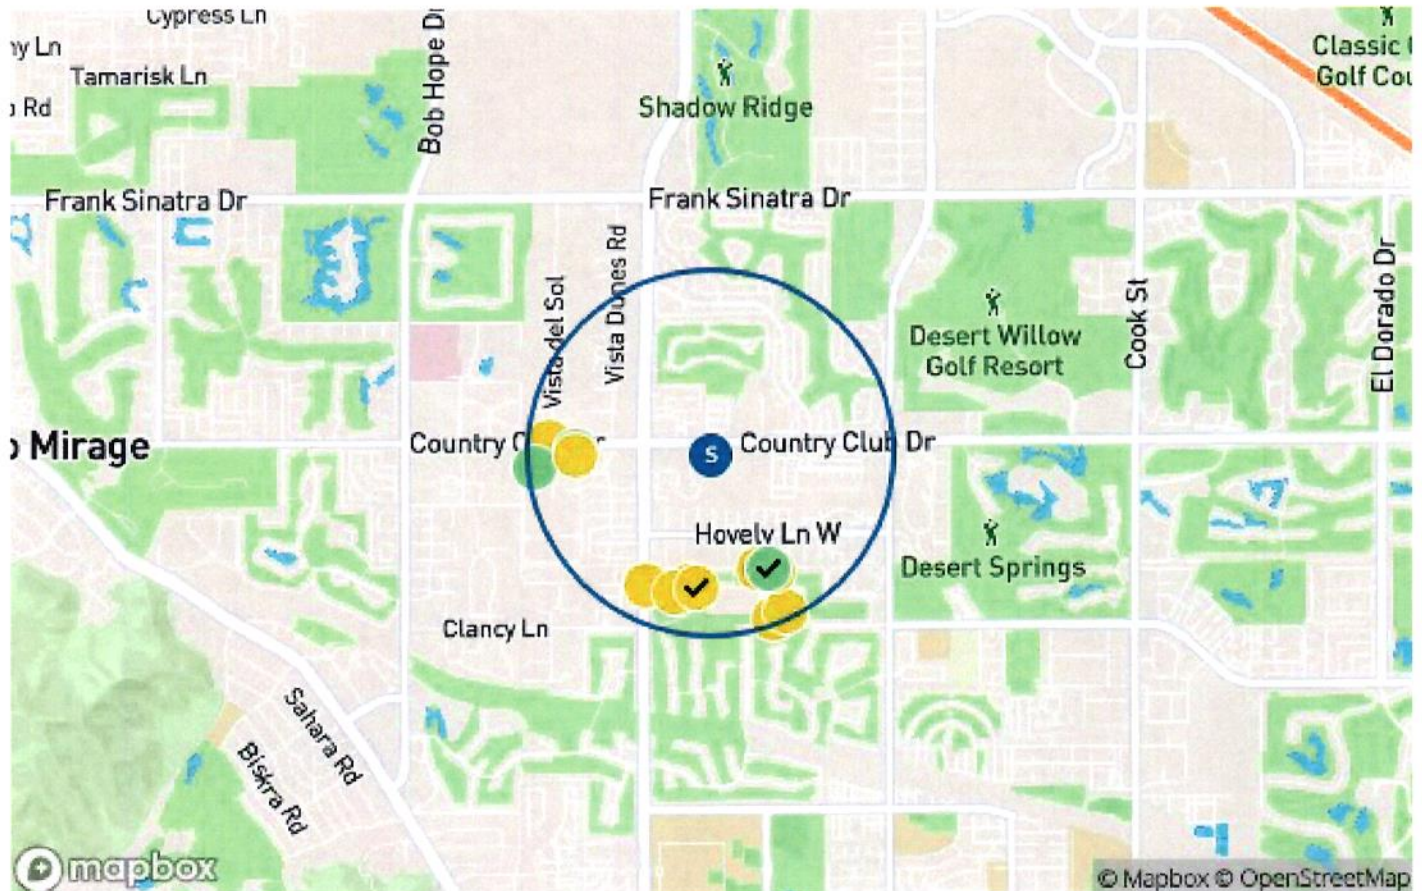 Cypress Ln
Tamarisk Ln
Rd
Bob Hope
Shadow Ridge
Classic
Golf
Frank Sinatra Dr
Frank Sinatra Dr
Vista del Sol
Vista Dunes Rd
Desert Willow
Golf Resort
Cook St
El Dorado Dr
Mirage
Country
S
Country Club Dr
Hovely Ln W
Desert Springs
Clancy Ln
Sahara Rd
Biskra Rd
mapbox
© Mapbox © OpenStreetMap